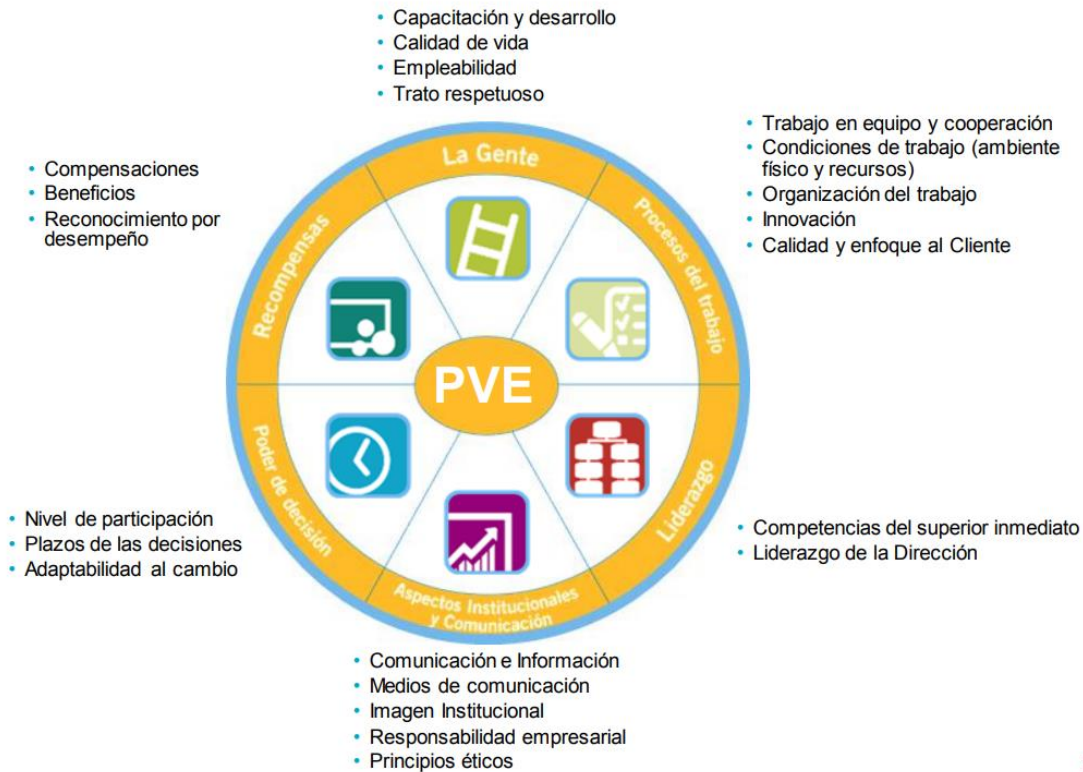 • Capacitación y desarrollo
• Calidad de vida
• Empleabilidad
• Trato respetuoso
• Trabajo en equipo y cooperación
• Condiciones de trabajo (ambiente
físico y recursos)
• Organización del trabajo
• Innovación
• Calidad y enfoque al Cliente
• Compensaciones
• Beneficios
• Reconocimiento por
desempeño
La Gente
Procesos del trabajo
Recompensas
PVE
Poder de decisión
Liderazgo
Aspectos Institucionales
y Comunicación
• Nivel de participación
• Plazos de las decisiones
• Adaptabilidad al cambio
• Competencias del superior inmediato
• Liderazgo de la Dirección
• Comunicación e Información
• Medios de comunicación
• Imagen Institucional
• Responsabilidad empresarial
• Principios éticos